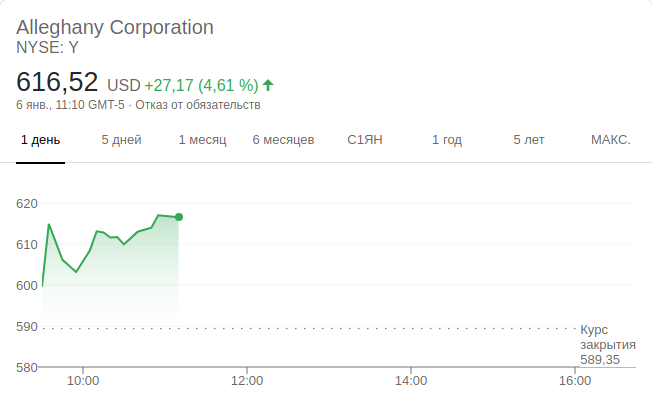 Alleghany Corporation
NYSE: Y
616,52 USD +27,17 (4,61 %)
6 янв., 11:10 GMT-5 · Отказ от обязательств
1 день 5 дней 1 месяц 6 месяцев С1ЯН 1 год 5 лет МАКС.
620
610
600
590
Курс
закрытия
589,35
580
10:00 12:00 14:00 16:00